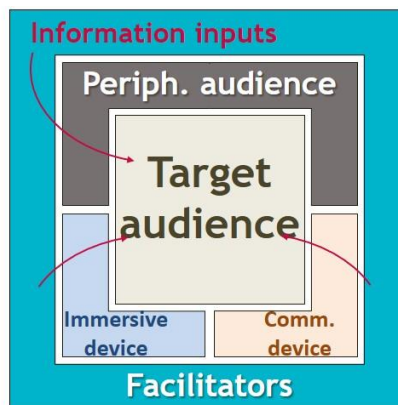 Information inputs
Periph. audience
Target
audience
Immersive
device
Comm.
device
Facilitators